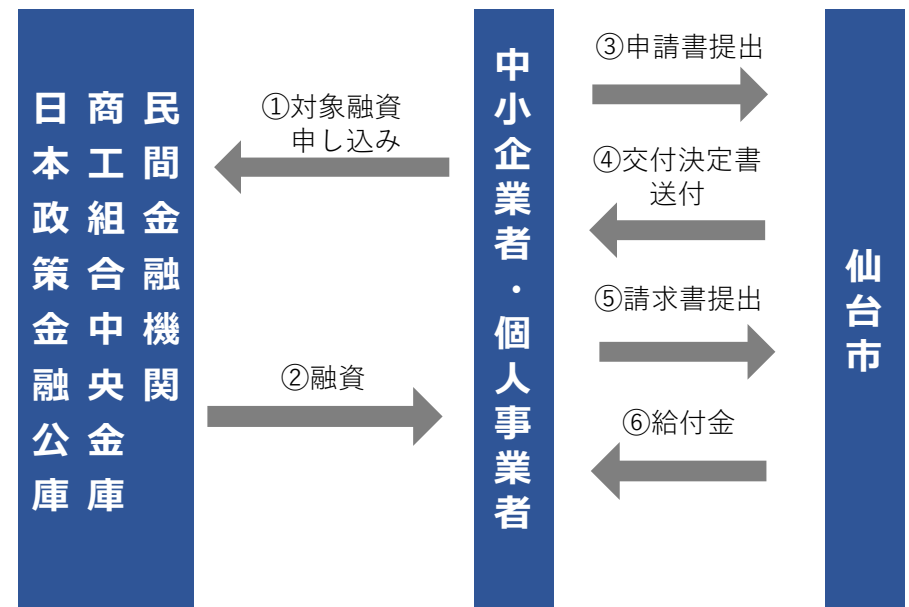 民間金融機関
商工組合中央金庫
日本政策金融公庫
①対象融資
申し込み
②融資
中小企業者・個人事業者
③申請書提出
④交付決定書
送付
⑤請求書提出
⑥給付金
仙台市